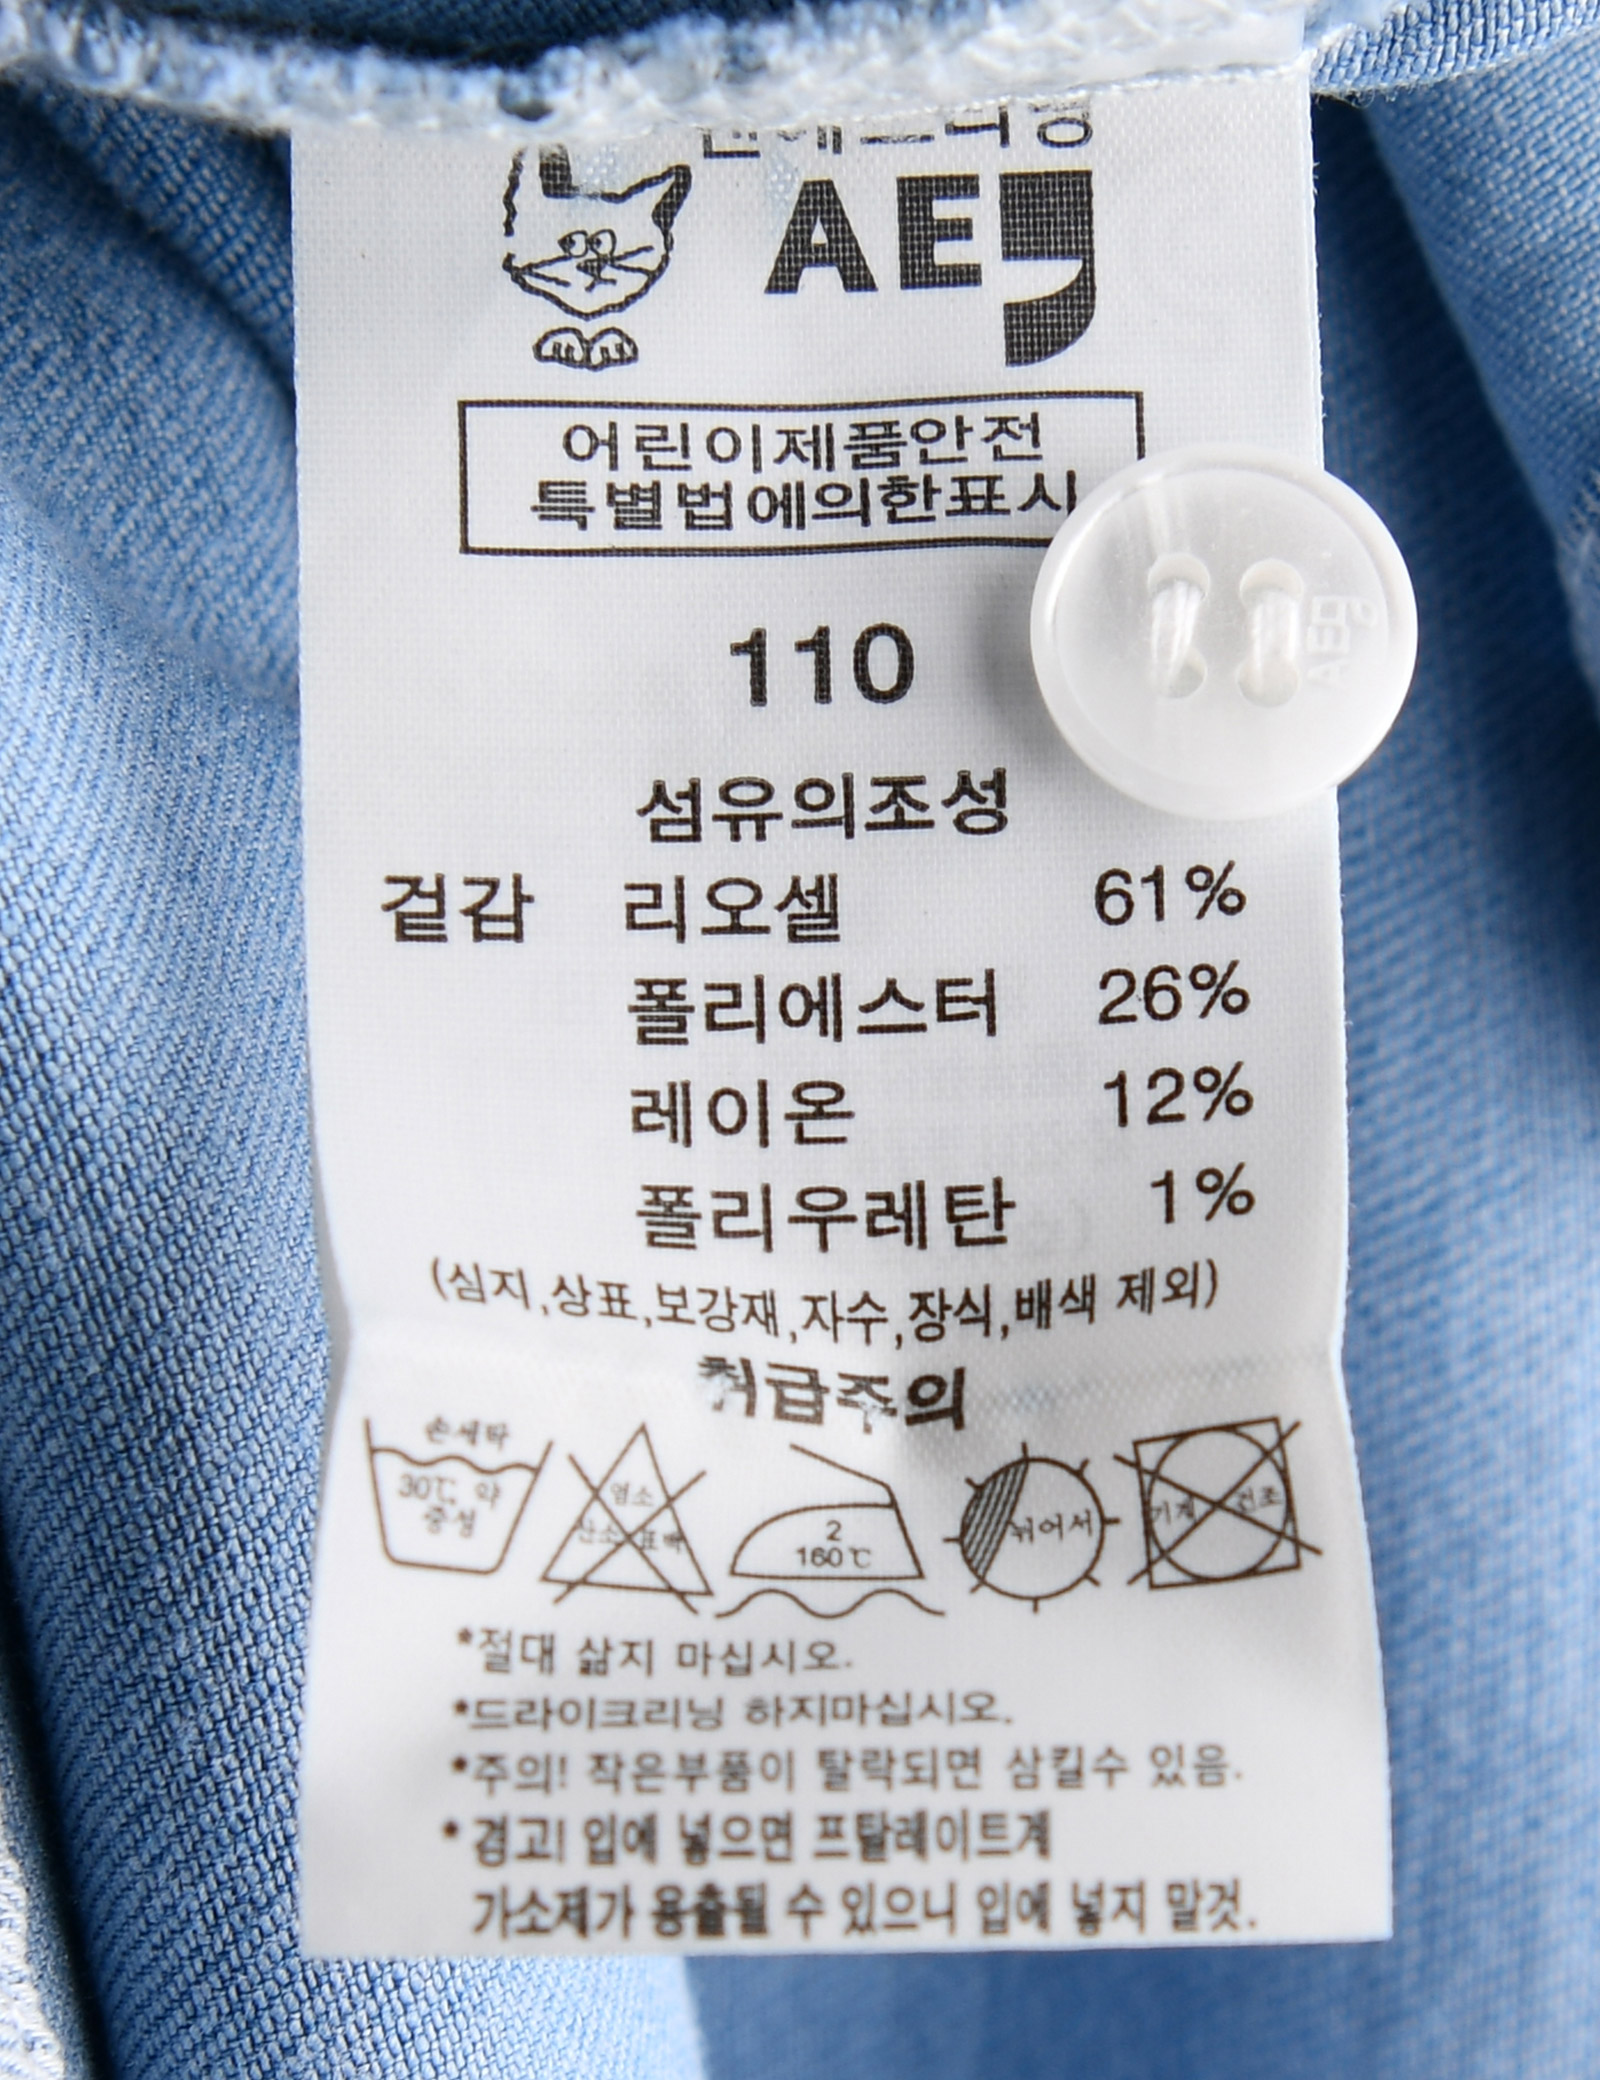 AEg
어린이제품안전
특별법에의한표시
110
AEg
섬유의조성
겉감 리오셀 61%
폴리에스터 26%
레이온 12%
폴리우레탄 1%
(심지,상표,보강재,자수,장식,배색 제외)
취급주의
손세탁
30℃ 약
중성
염소
산소 표백
2
160℃
뉘어서
기계 건조
*절대 삶지 마십시오.
*드라이크리닝 하지마십시오.
*주의! 작은부품이 탈락되면 삼킬수 있음.
*경고! 입에 넣으면 프탈레이트계
가소제가 용출될 수 있으니 입에 넣지 말것.